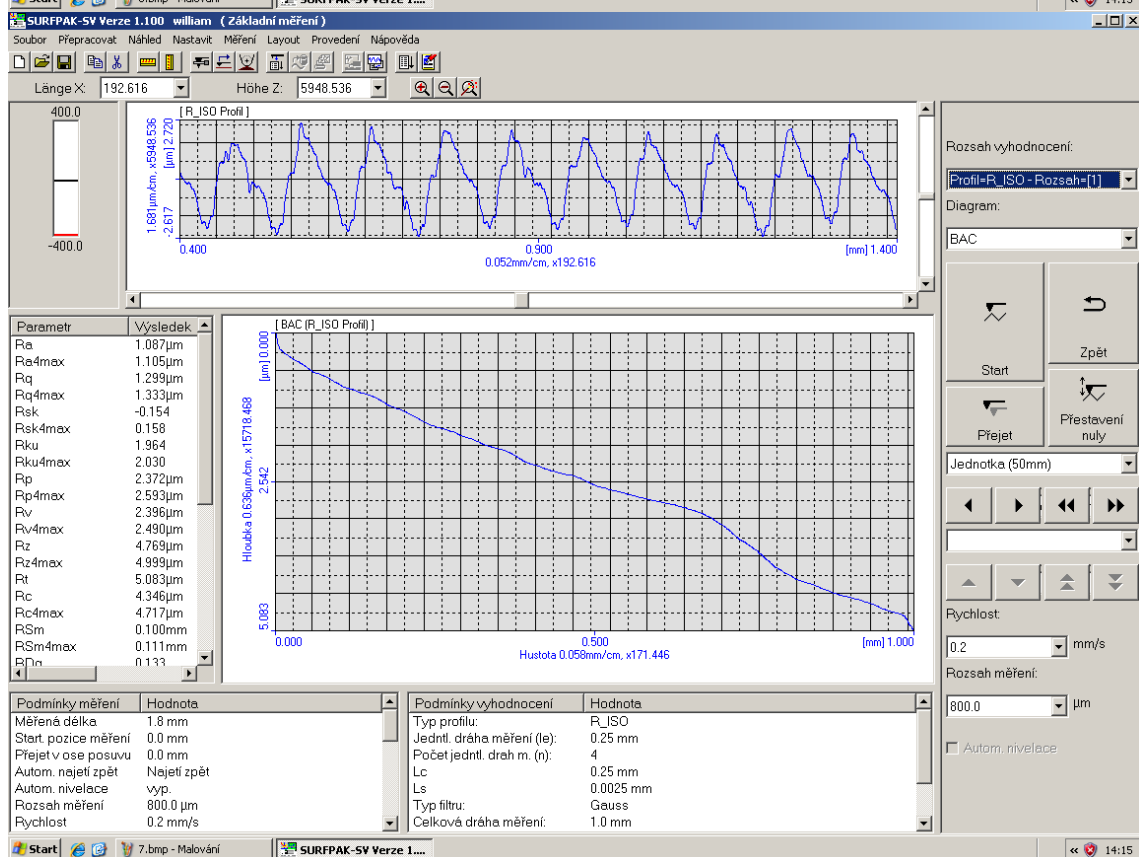 Start 14:15
SURFPAK-SV Verze 1.100 william ( Základní měření )
Soubor Přepracovat Náhled Nastavit Měření Layout Provedení Nápověda
Länge X: 192.616 Höhe Z: 5948.536
400.0
-400.0
[ R_ISO Profil ]
1.681µm/cm, x5948.536
-2.617 [µm] 2.720
0.400 0.900 [mm] 1.400
0.052mm/cm, x192.616
Parametr Výsledek
Ra 1.087µm
Ra4max 1.105µm
Rq 1.299µm
Rq4max 1.333µm
Rsk -0.154
Rsk4max 0.158
Rku 1.964
Rku4max 2.030
Rp 2.372µm
Rp4max 2.593µm
Rv 2.396µm
Rv4max 2.490µm
Rz 4.769µm
Rz4max 4.999µm
Rt 5.083µm
Rc 4.346µm
Rc4max 4.717µm
RSm 0.100mm
RSm4max 0.111mm
RDq 0.133
[ BAC (R_ISO Profil) ]
Hloubka 0.636µm/cm, x15718.468
5.083 2.542 [µm] 0.000
0.000 0.500 [mm] 1.000
Hustota 0.058mm/cm, x171.446
Rozsah vyhodnocení:
Profil=R_ISO - Rozsah=[1]
Diagram:
BAC
Start
Zpět
Přejet
Přestavení
nuly
Jednotka (50mm)
Rychlost:
0.2 mm/s
Rozsah měření:
800.0 µm
Autom. nivelace
Podmínky měření Hodnota
Měřená délka 1.8 mm
Start. pozice měření 0.0 mm
Přejet v ose posuvu 0.0 mm
Autom. najetí zpět Najetí zpět
Autom. nivelace vyp.
Rozsah měření 800.0 µm
Rychlost 0.2 mm/s
Podmínky vyhodnocení Hodnota
Typ profilu: R_ISO
Jedntl. dráha měření (le): 0.25 mm
Počet jedntl. drah m. (n): 4
Lc 0.25 mm
Ls 0.0025 mm
Typ filtru: Gauss
Celková dráha měření: 1.0 mm
Start 7.bmp - Malování SURFPAK-SV Verze 1.... 14:15